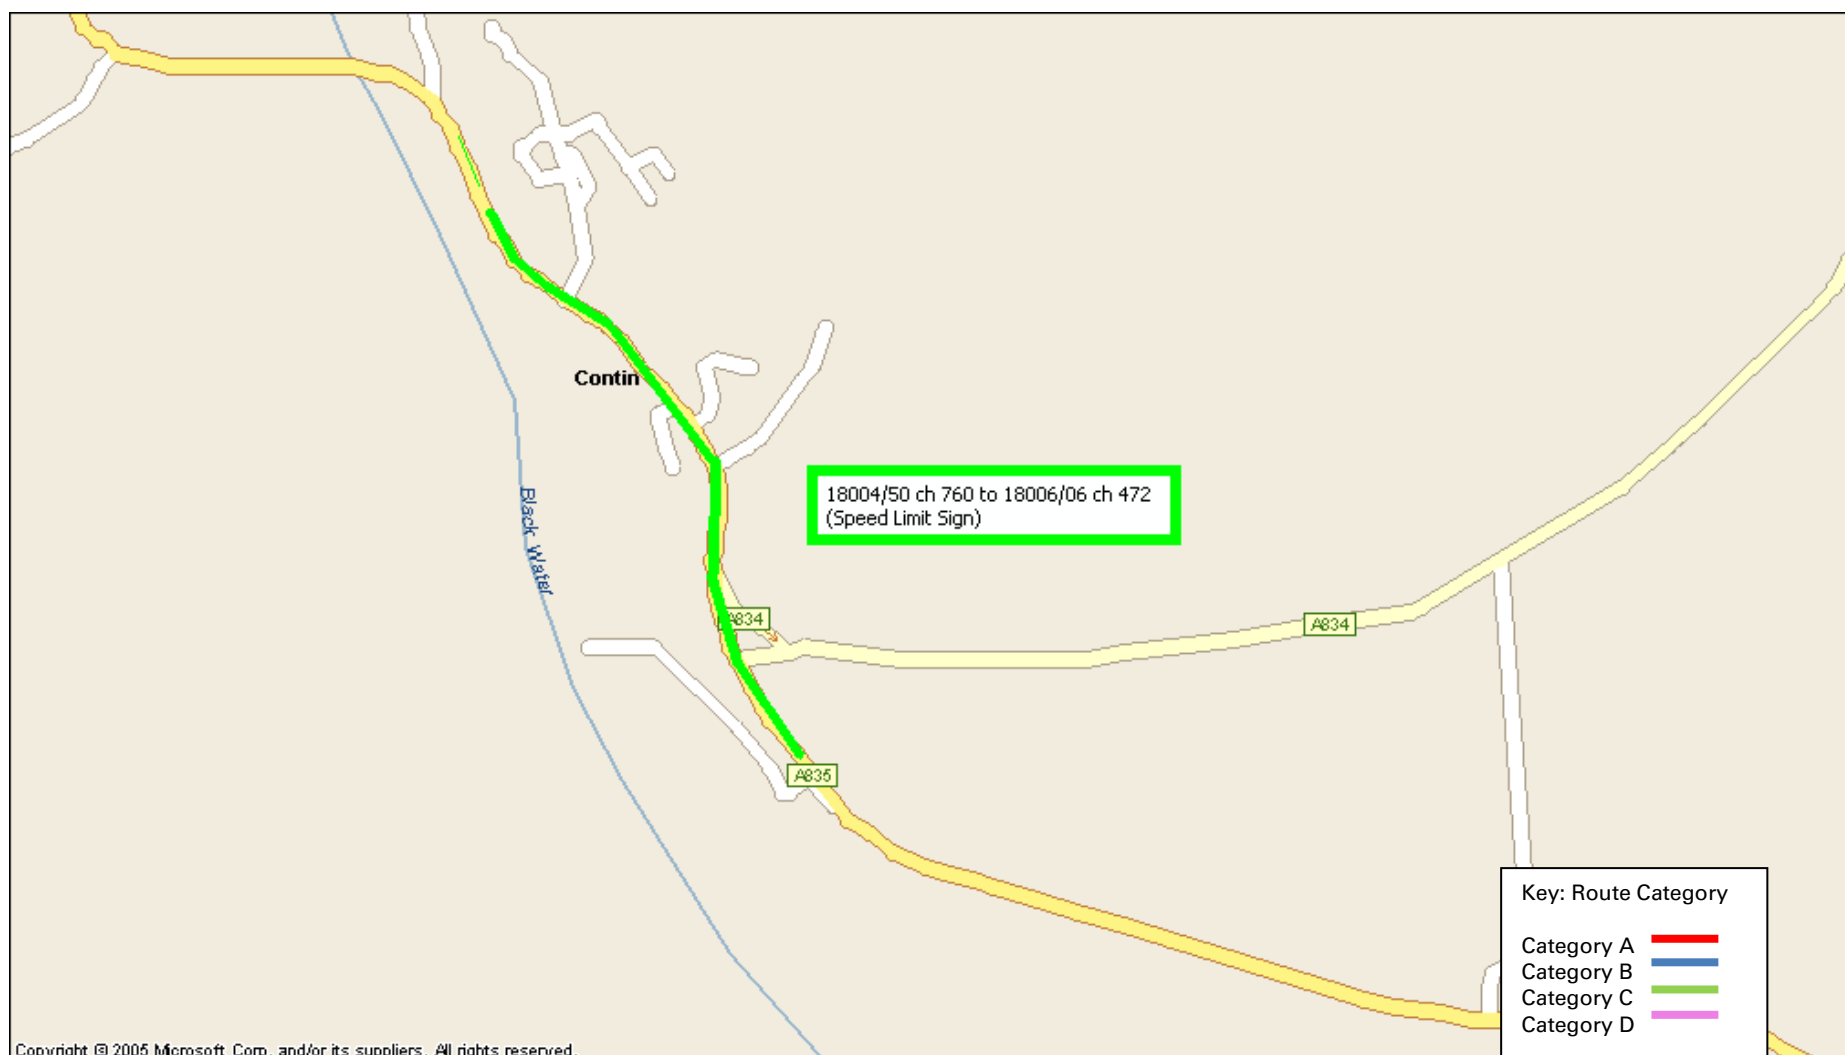 Contin
18004/50 ch 760 to 18006/06 ch 472
(Speed Limit Sign)
Black Water
A834
A834
A835
Key: Route Category
Category A
Category B
Category C
Category D
Copyright © 2005 Microsoft Corp. and/or its suppliers. All rights reserved.